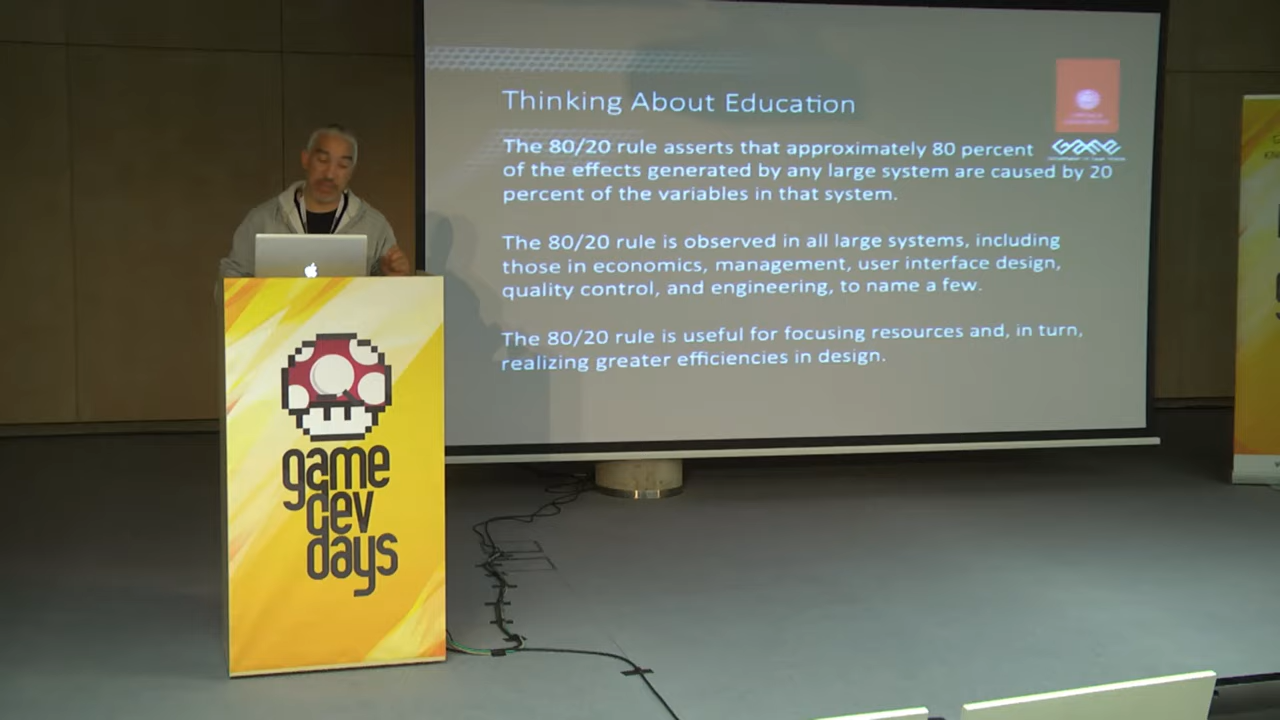 Thinking About Education
The 80/20 rule asserts that approximately 80 percent
of the effects generated by any large system are caused by 20
percent of the variables in that system.
The 80/20 rule is observed in all large systems, including
those in economics, management, user interface design,
quality control, and engineering, to name a few.
The 80/20 rule is useful for focusing resources and, in turn,
realizing greater efficiencies in design.
game
dev
days